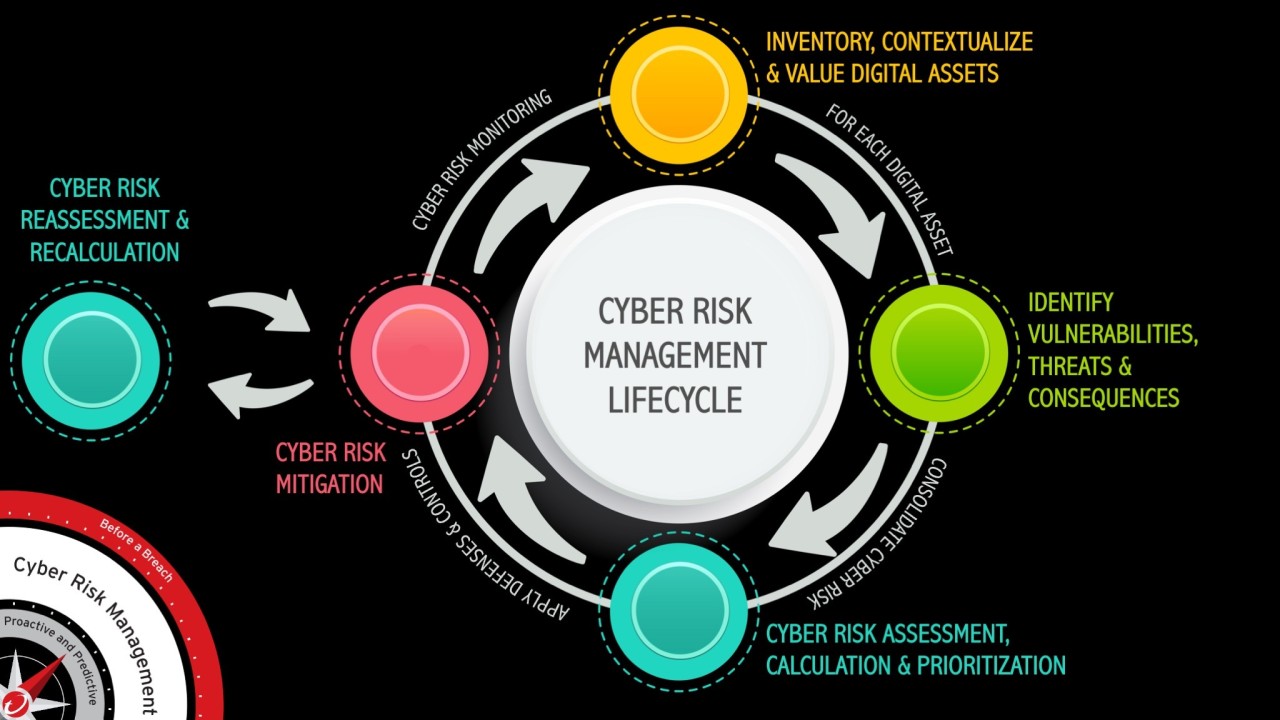 INVENTORY, CONTEXTUALIZE
& VALUE DIGITAL ASSETS
CYBER RISK MONITORING
FOR EACH DIGITAL ASSET
CYBER RISK
REASSESSMENT &
RECALCULATION
CYBER RISK
MANAGEMENT
LIFECYCLE
IDENTIFY
VULNERABILITIES,
THREATS &
CONSEQUENCES
CYBER RISK
MITIGATION
APPLY DEFENSES & CONTROLS
CONSOLIDATE CYBER RISK
CYBER RISK ASSESSMENT,
CALCULATION & PRIORITIZATION
Before a Breach
Cyber Risk Management
Proactive and Predictive